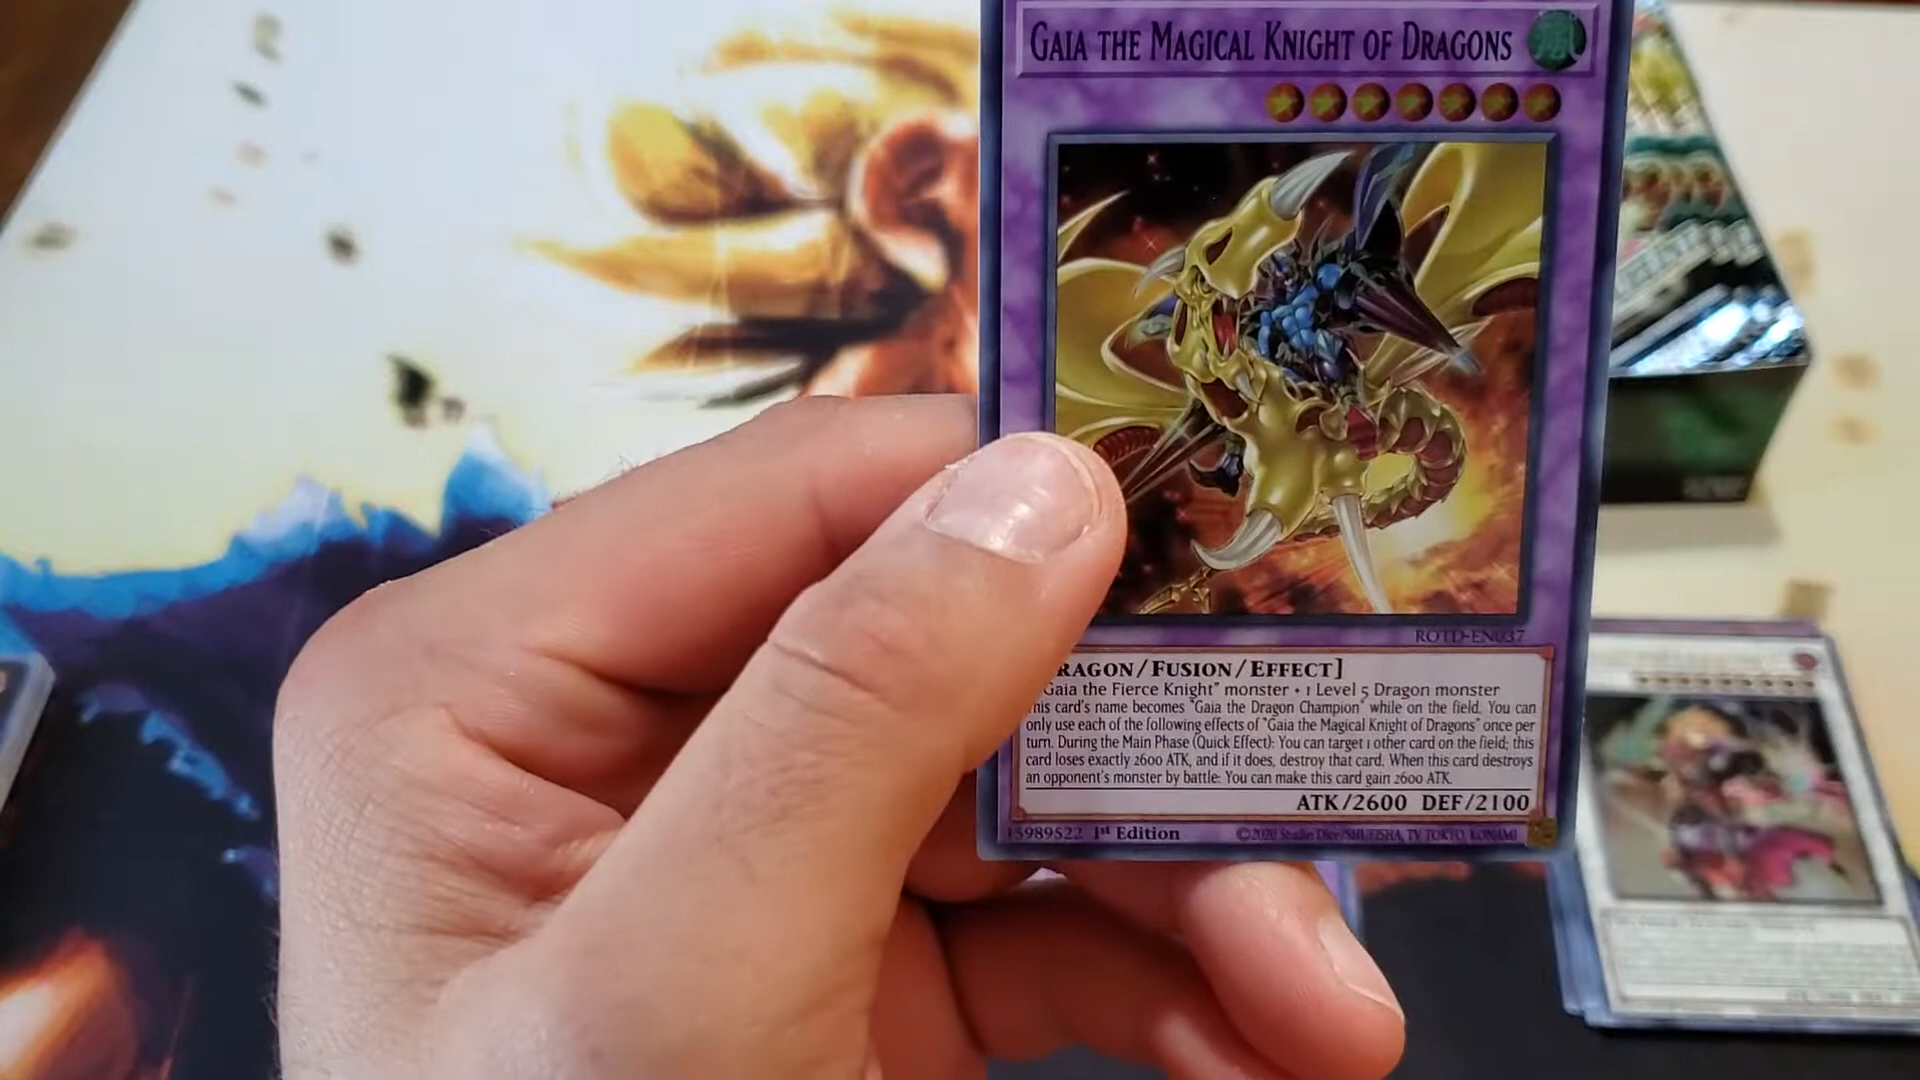 GAIA THE MAGICAL KNIGHT OF DRAGONS
風
ROTD-EN037
RAGON/FUSION/EFFECT]
Gaia the Fierce Knight" monster + 1 Level 5 Dragon monster
his card's name becomes "Gaia the Dragon Champion" while on the field. You can
only use each of the following effects of "Gaia the Magical Knight of Dragons" once per
turn. During the Main Phase (Quick Effect): You can target 1 other card on the field; this
card loses exactly 2600 ATK, and if it does, destroy that card. When this card destroys
an opponent's monster by battle: You can make this card gain 2600 ATK.
ATK/2600 DEF/2100
15989522 1st Edition ©2020 Studio Dice/SHUEISHA, TV TOKYO, KONAMI